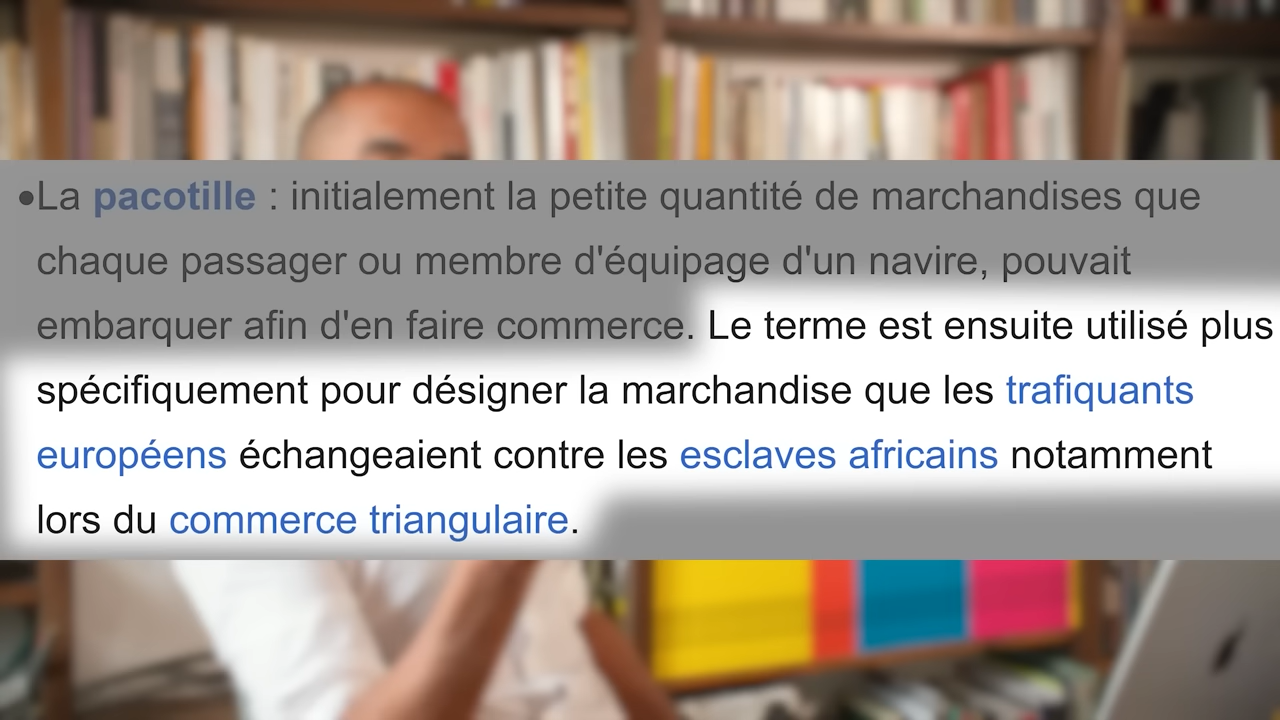 •La pacotille : initialement la petite quantité de marchandises que
chaque passager ou membre d'équipage d'un navire, pouvait
embarquer afin d'en faire commerce. Le terme est ensuite utilisé plus
spécifiquement pour désigner la marchandise que les trafiquants
européens échangeaient contre les esclaves africains notamment
lors du commerce triangulaire.